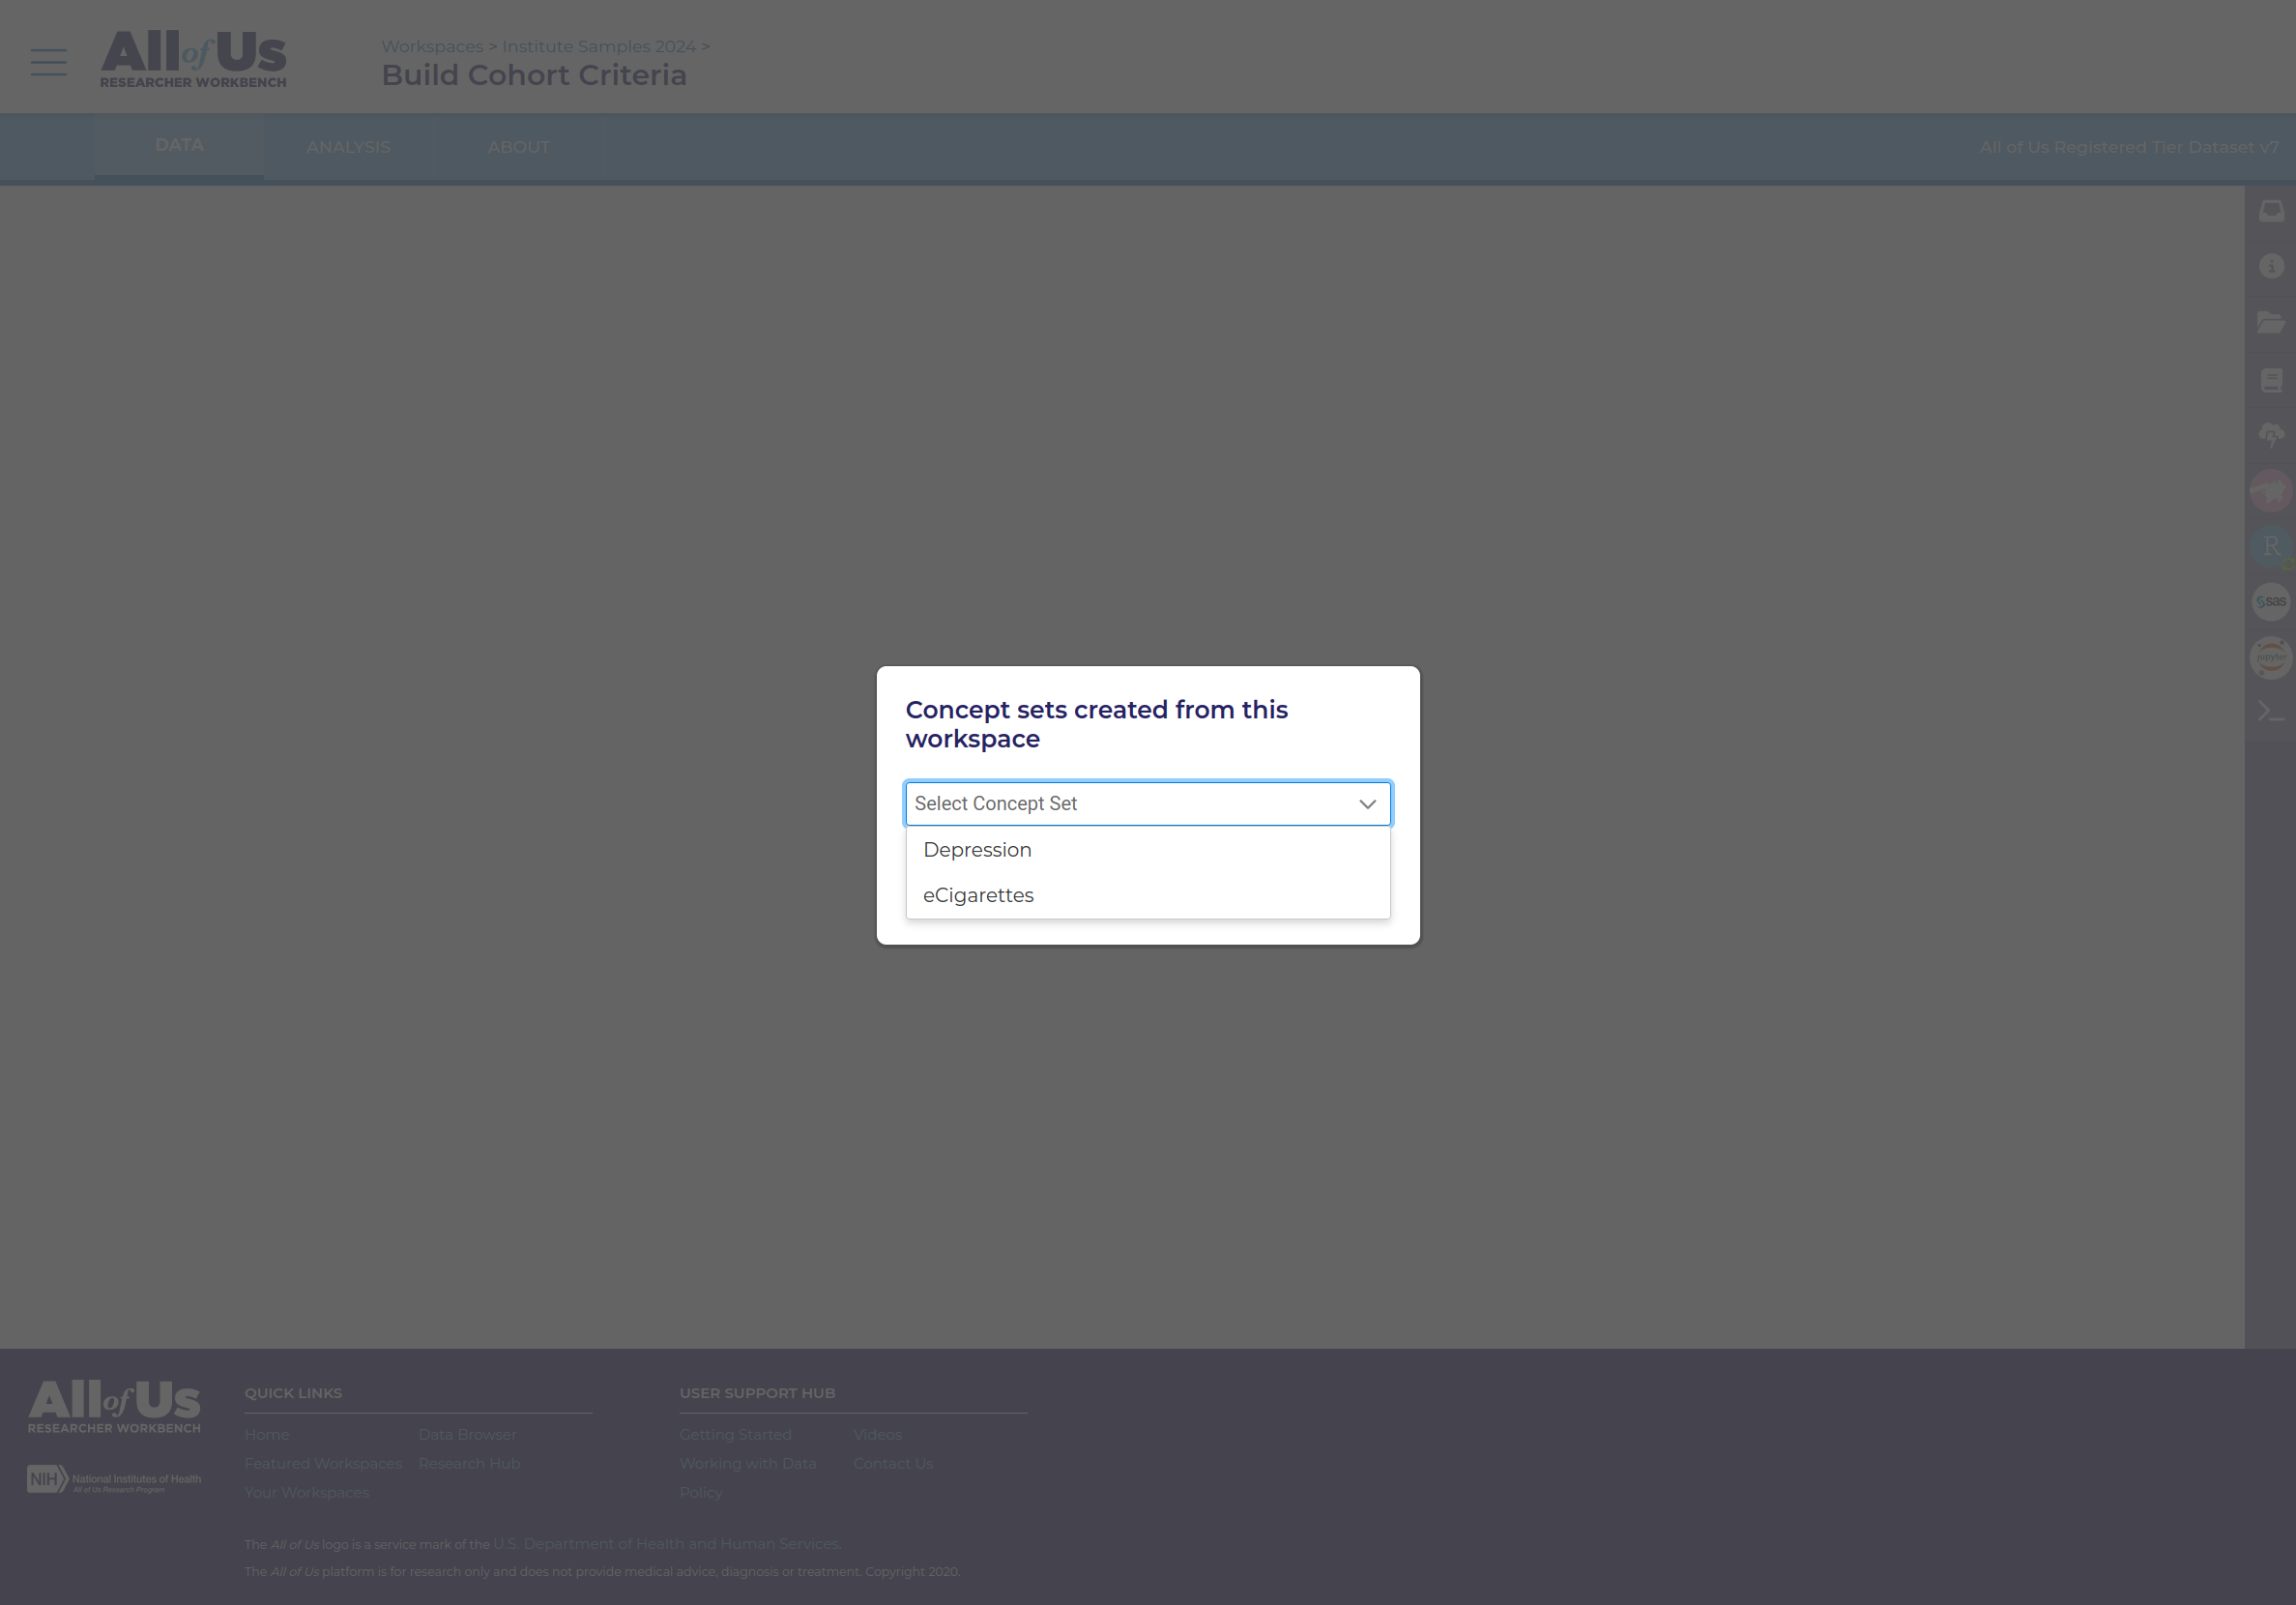 All of Us
RESEARCHER WORKBENCH
Workspaces > Institute Samples 2024 >
Build Cohort Criteria
DATA
ANALYSIS
ABOUT
All of Us Registered Tier Dataset v7
R
sas
jupyter
Concept sets created from this
workspace
Select Concept Set
Depression
eCigarettes
All of Us
RESEARCHER WORKBENCH
NIH National Institutes of Health
All of Us Research Program
QUICK LINKS
Home Data Browser
Featured Workspaces Research Hub
Your Workspaces
USER SUPPORT HUB
Getting Started Videos
Working with Data Contact Us
Policy
The All of Us logo is a service mark of the U.S. Department of Health and Human Services.
The All of Us platform is for research only and does not provide medical advice, diagnosis or treatment. Copyright 2020.